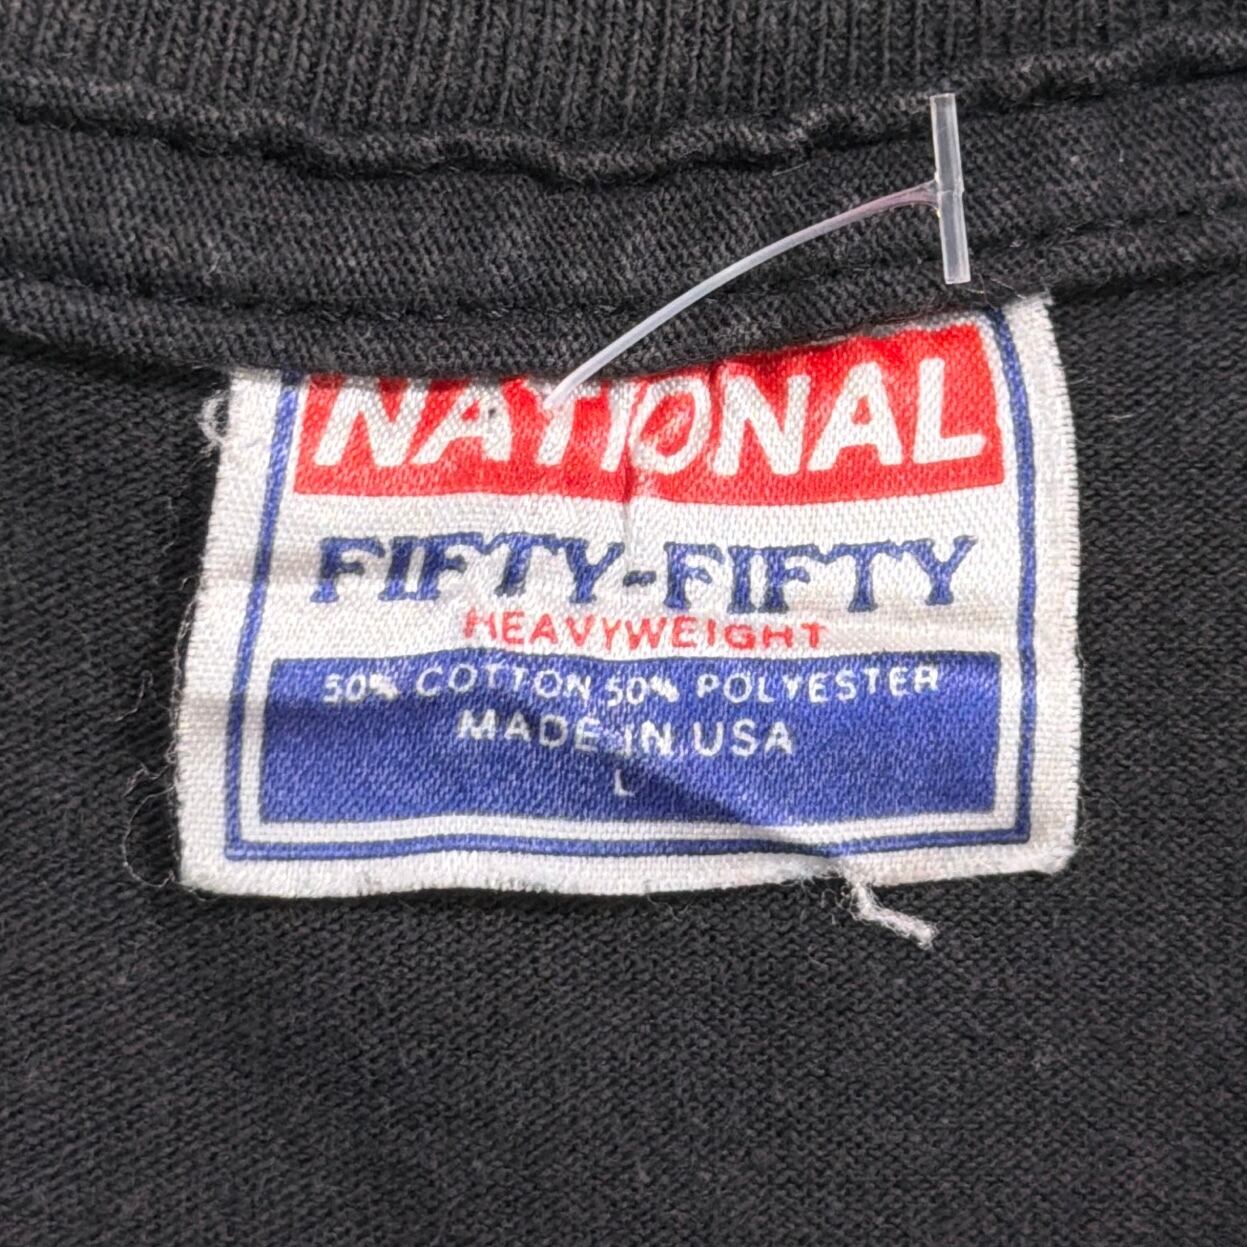 NATIONAL
FIFTY-FIFTY
HEAVYWEIGHT
50% COTTON 50% POLYESTER
MADE IN USA
L